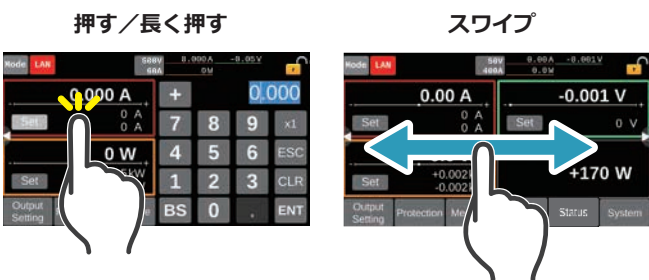 押す／長く押す
スワイプ
Mode LAN
500V 0.000A -0.05V
60A 0W
0.000 A
Set
0 A
0 A
0 W
Set
Output
Setting
+ 0.000
7 8 9 x1
4 5 6 ESC
1 2 3 CLR
BS 0 . ENT
Mode LAN
50V 0.00A -0.001V
400A 0.0W
0.00 A
Set
0 A
0 A
-0.001 V
Set
0 V
Set
+0.002
-0.002
+170 W
Output
Setting
Protection
Status
System